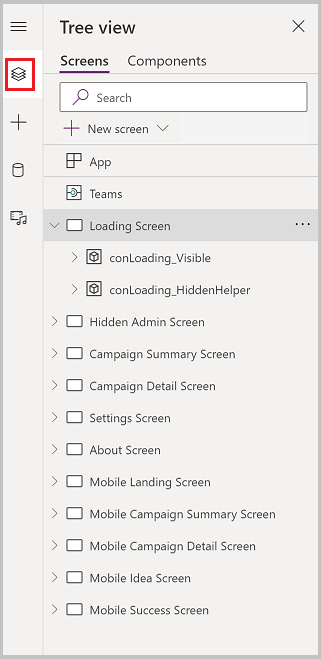 Tree view
Screens Components
Search
New screen
App
Teams
Loading Screen
conLoading_Visible
conLoading_HiddenHelper
Hidden Admin Screen
Campaign Summary Screen
Campaign Detail Screen
Settings Screen
About Screen
Mobile Landing Screen
Mobile Campaign Summary Screen
Mobile Campaign Detail Screen
Mobile Idea Screen
Mobile Success Screen